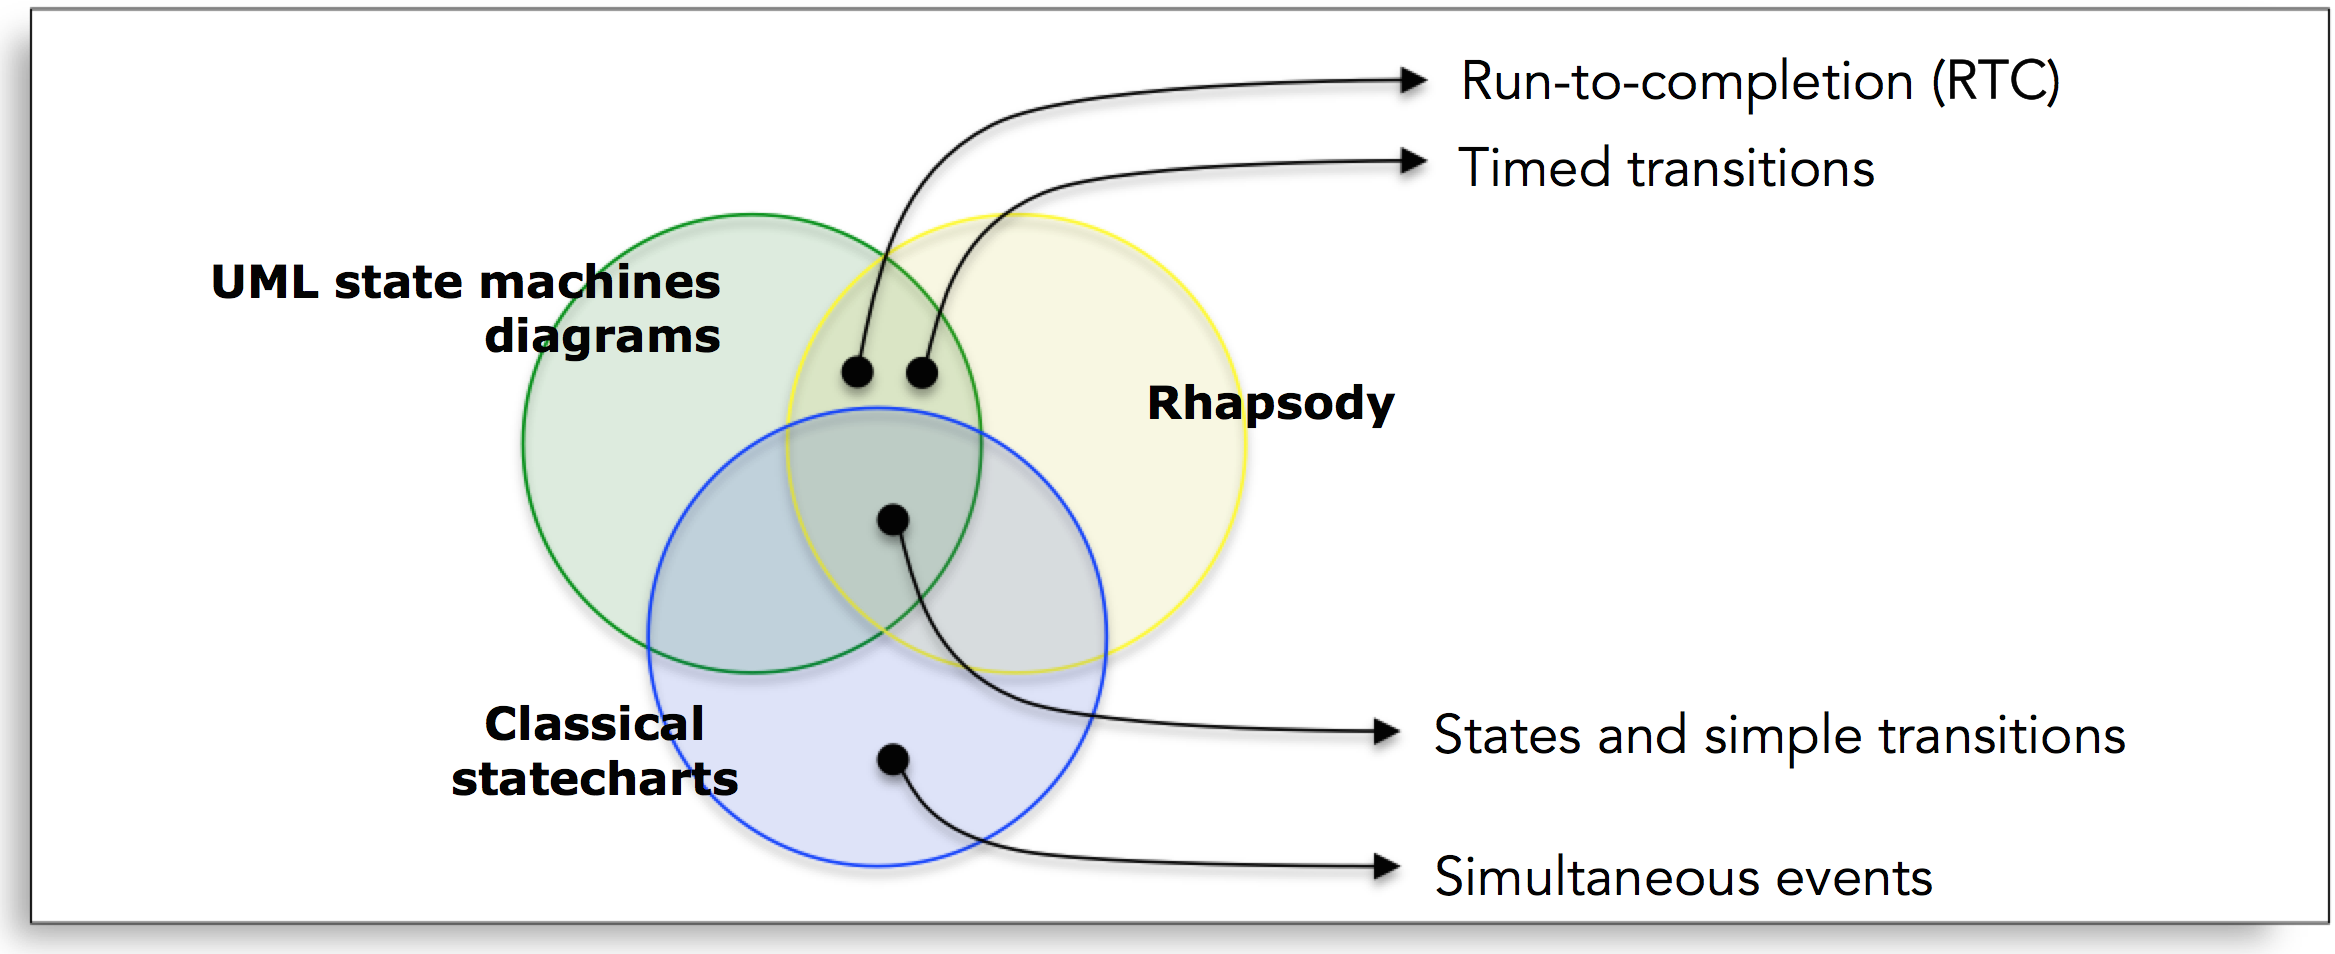 Run-to-completion (RTC)
Timed transitions
UML state machines
diagrams
Rhapsody
Classical
statecharts
States and simple transitions
Simultaneous events